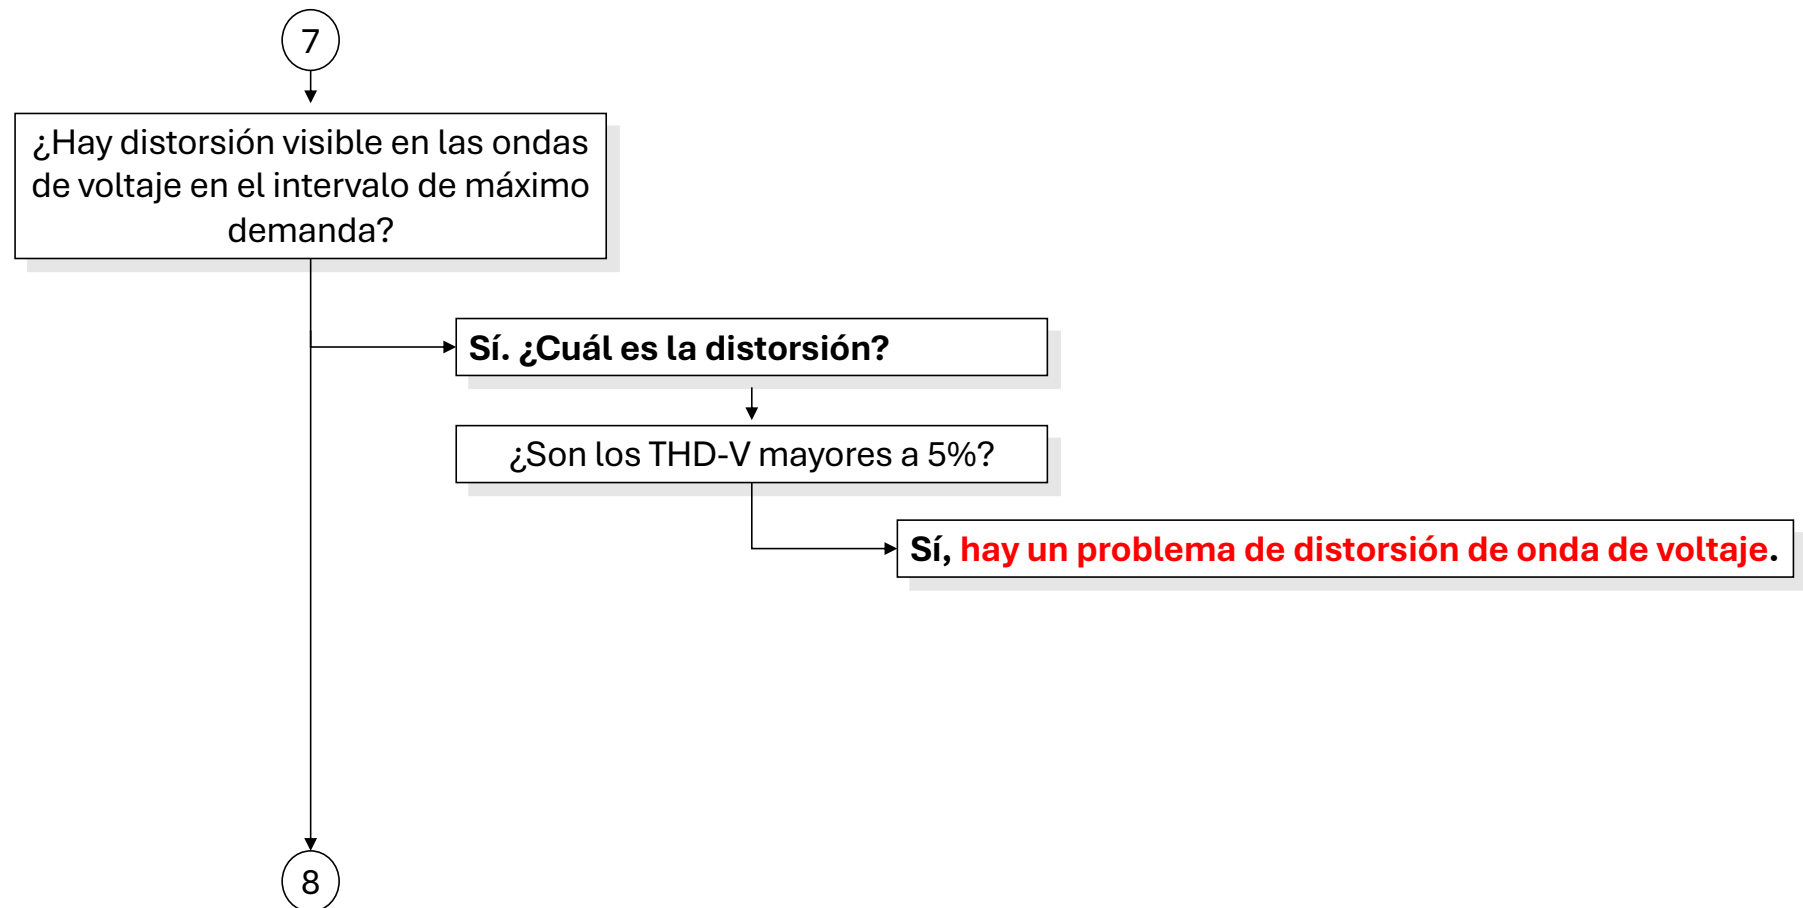 7
¿Hay distorsión visible en las ondas
de voltaje en el intervalo de máximo
demanda?
Sí. ¿Cuál es la distorsión?
¿Son los THD-V mayores a 5%?
Sí, hay un problema de distorsión de onda de voltaje.
8